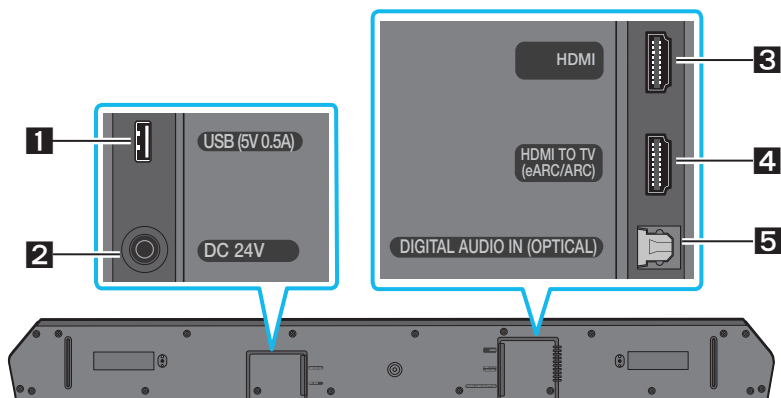 HDMI
3
1
USB (5V 0.5A)
HDMI TO TV
(eARC/ARC)
4
2
DC 24V
DIGITAL AUDIO IN (OPTICAL)
5